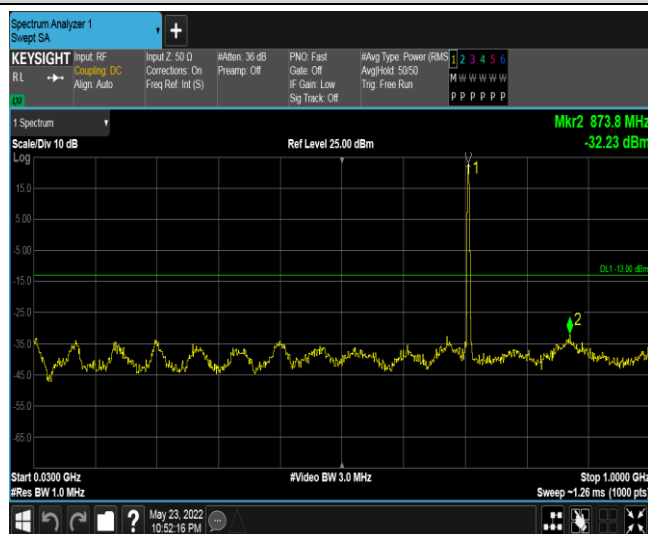 Spectrum Analyzer 1
Swept SA
+
KEYSIGHT
RL
LXI
Input: RF
Coupling: DC
Align: Auto
Input Z: 50 Ω
Corrections: On
Freq Ref: Int (S)
#Atten: 36 dB
Preamp: Off
PNO: Fast
Gate: Off
IF Gain: Low
Sig Track: Off
#Avg Type: Power (RMS
Avg|Hold: 50/50
Trig: Free Run
1 2 3 4 5 6
M W W W W W
P P P P P P
1 Spectrum
Mkr2 873.8 MHz
Scale/Div 10 dB
Ref Level 25.00 dBm
-32.23 dBm
Log
1
15.0
5.00
-5.00
DL1 -13.00 dBm
-15.0
-25.0
2
-35.0
-45.0
-55.0
-65.0
Start 0.0300 GHz
#Video BW 3.0 MHz
Stop 1.0000 GHz
#Res BW 1.0 MHz
Sweep ~1.26 ms (1000 pts)
?
May 23, 2022
10:52:16 PM